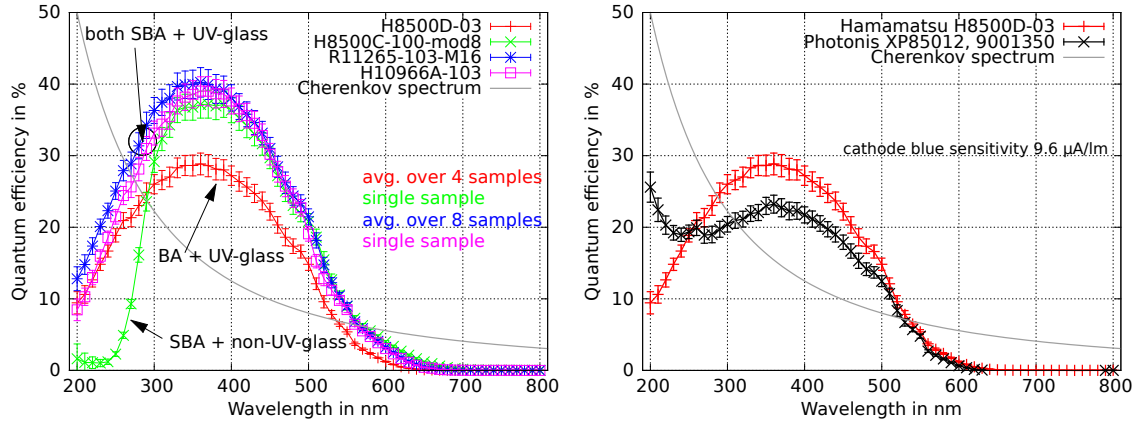 both SBA + UV-glass
H8500D-03
H8500C-100-mod8
R11265-103-M16
H10966A-103
Cherenkov spectrum
avg. over 4 samples
single sample
avg. over 8 samples
single sample
BA + UV-glass
SBA + non-UV-glass
Quantum efficiency in %
50
40
30
20
10
0
200 300 400 500 600 700 800
Wavelength in nm
Hamamatsu H8500D-03
Photonis XP85012, 9001350
Cherenkov spectrum
cathode blue sensitivity 9.6 µA/lm
Quantum efficiency in %
50
40
30
20
10
0
200 300 400 500 600 700 800
Wavelength in nm